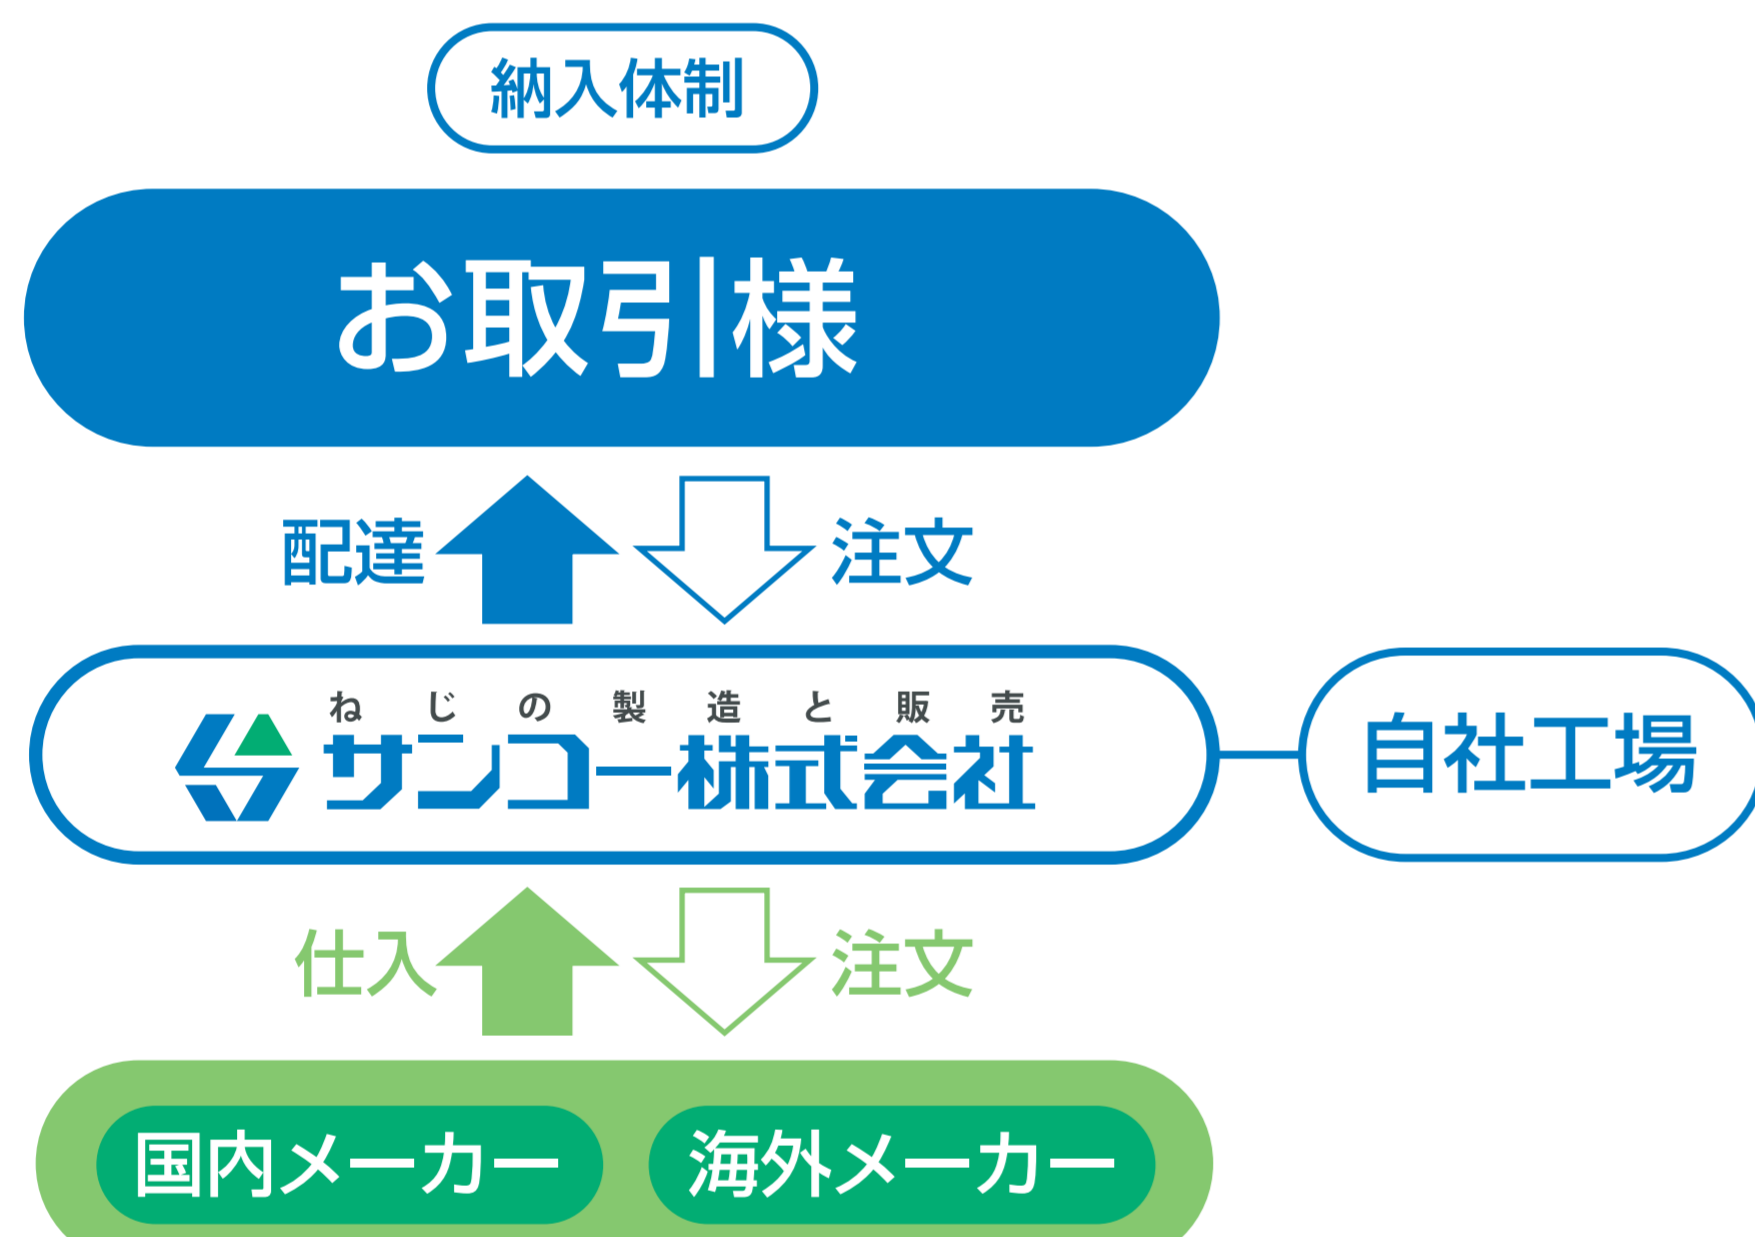 納入体制
お取引様
配達
注文
ねじの製造と販売
サンコー株式会社
自社工場
仕入
注文
国内メーカー
海外メーカー